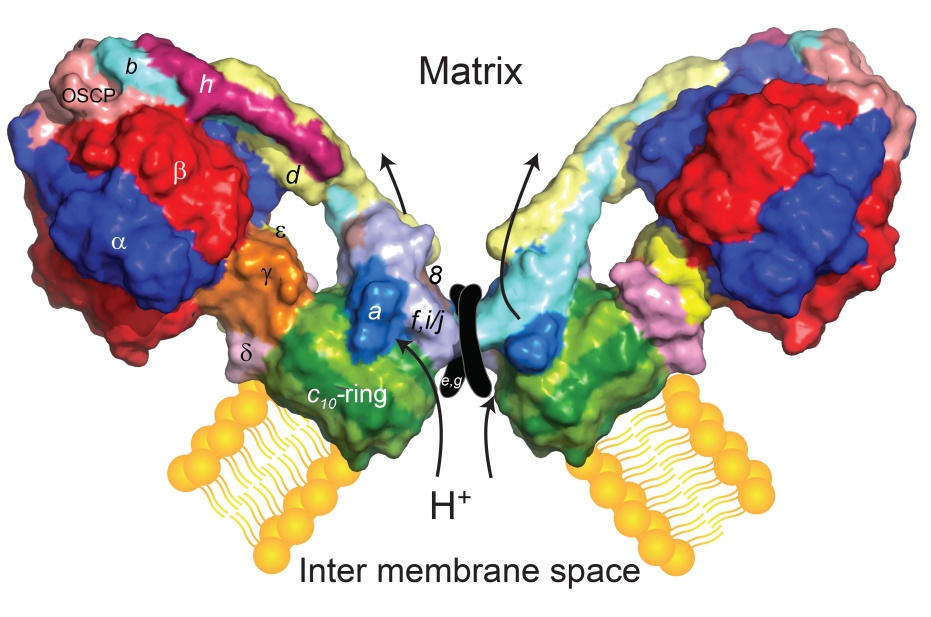 Matrix
b
h
OSCP
β
d
α
ε
γ
8
a
f,i/j
δ
e,g
c₁₀-ring
H⁺
Inter membrane space